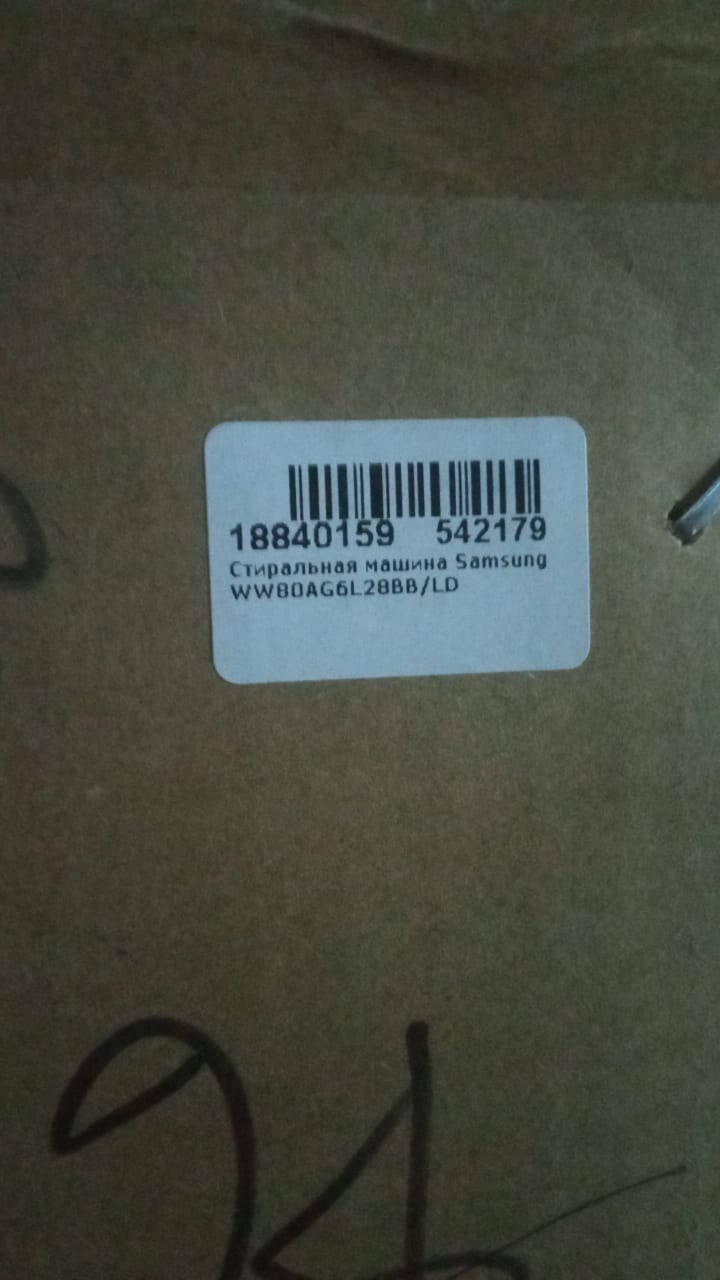 18840159 542179
Стиральная машина Samsung
WW80AG6L28BB/LD